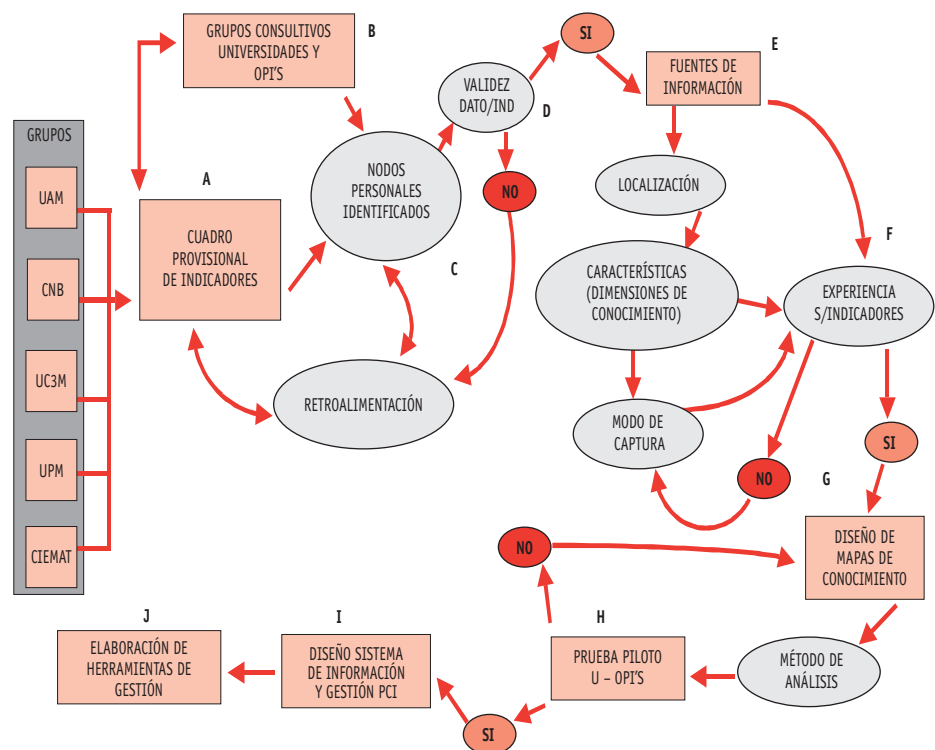 GRUPOS
UAM
CNB
UC3M
UPM
CIEMAT
A
CUADRO
PROVISIONAL
DE INDICADORES
B
GRUPOS CONSULTIVOS
UNIVERSIDADES Y
OPI'S
NODOS
PERSONALES
IDENTIFICADOS
C
RETROALIMENTACIÓN
VALIDEZ
DATO/IND
D
SI
NO
E
FUENTES DE
INFORMACIÓN
LOCALIZACIÓN
CARACTERÍSTICAS
(DIMENSIONES DE
CONOCIMIENTO)
MODO DE
CAPTURA
F
EXPERIENCIA
S/INDICADORES
NO
SI
G
DISEÑO DE
MAPAS DE
CONOCIMIENTO
MÉTODO DE
ANÁLISIS
H
PRUEBA PILOTO
U – OPI'S
NO
SI
I
DISEÑO SISTEMA
DE INFORMACIÓN
Y GESTIÓN PCI
J
ELABORACIÓN DE
HERRAMIENTAS DE
GESTIÓN